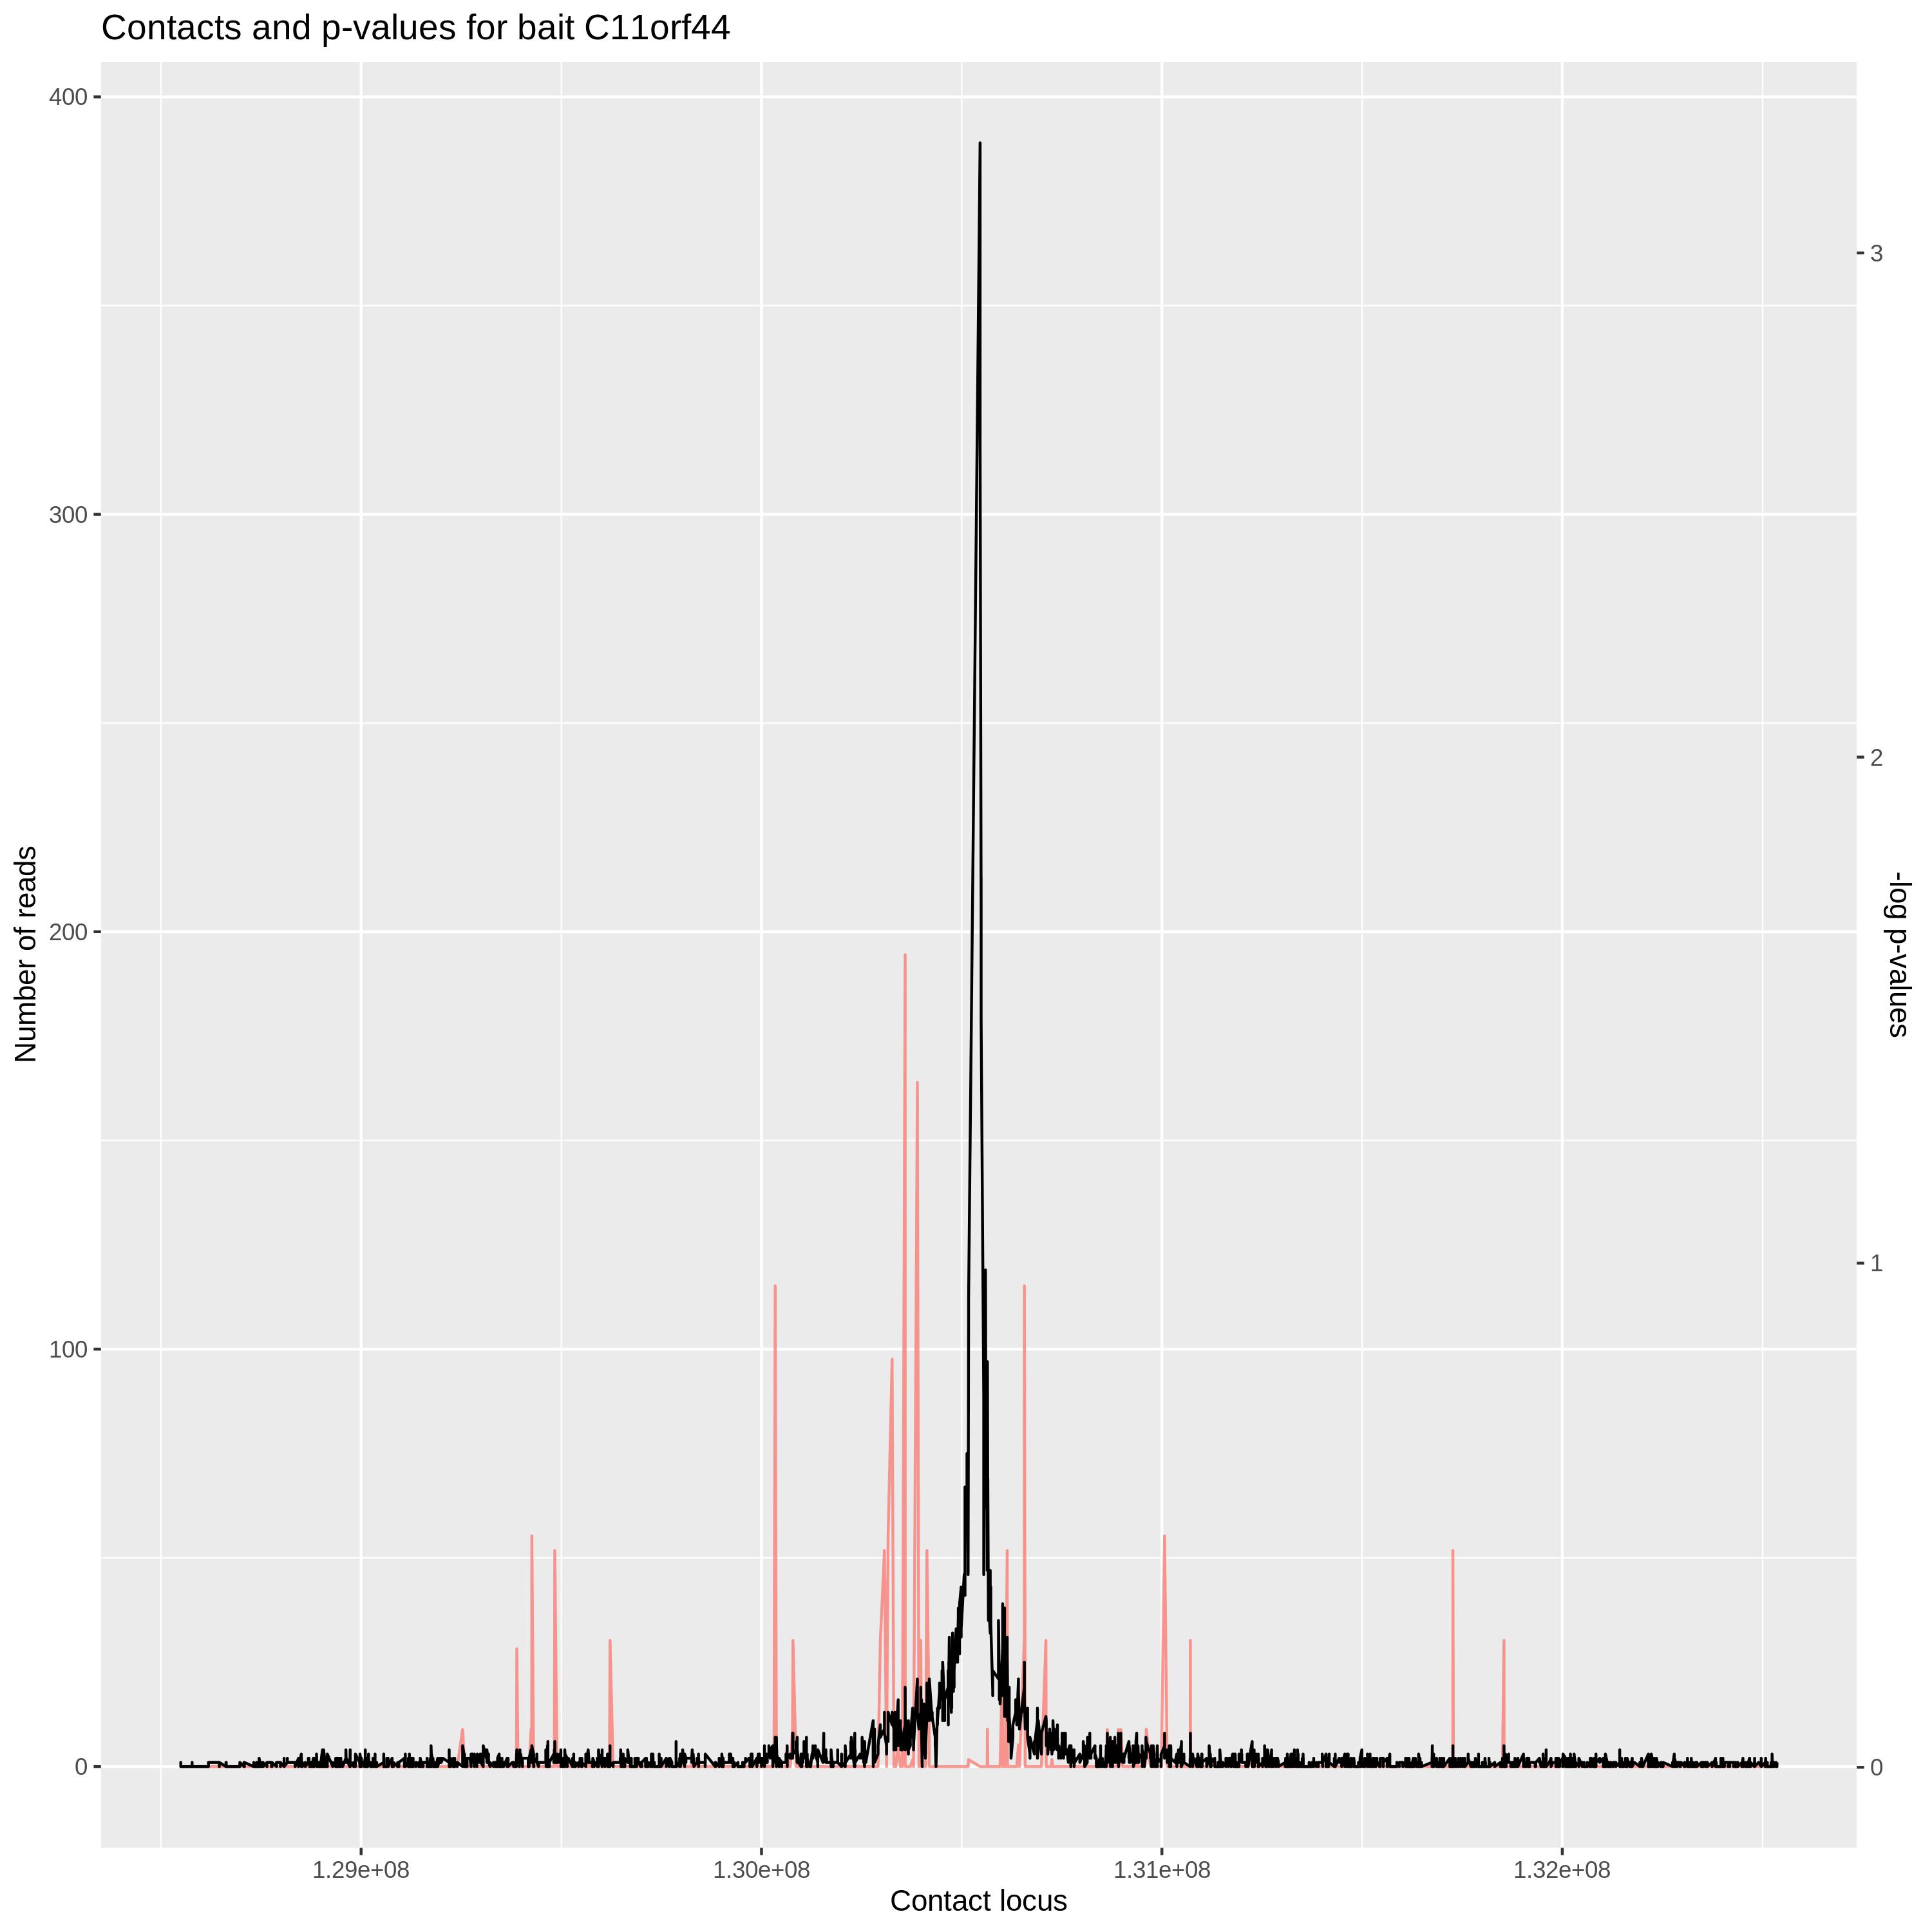 Contacts and p-values for bait C11orf44
400
300
200
100
0
Number of reads
3
2
1
0
-log p-values
1.29e+08
1.30e+08
1.31e+08
1.32e+08
Contact locus